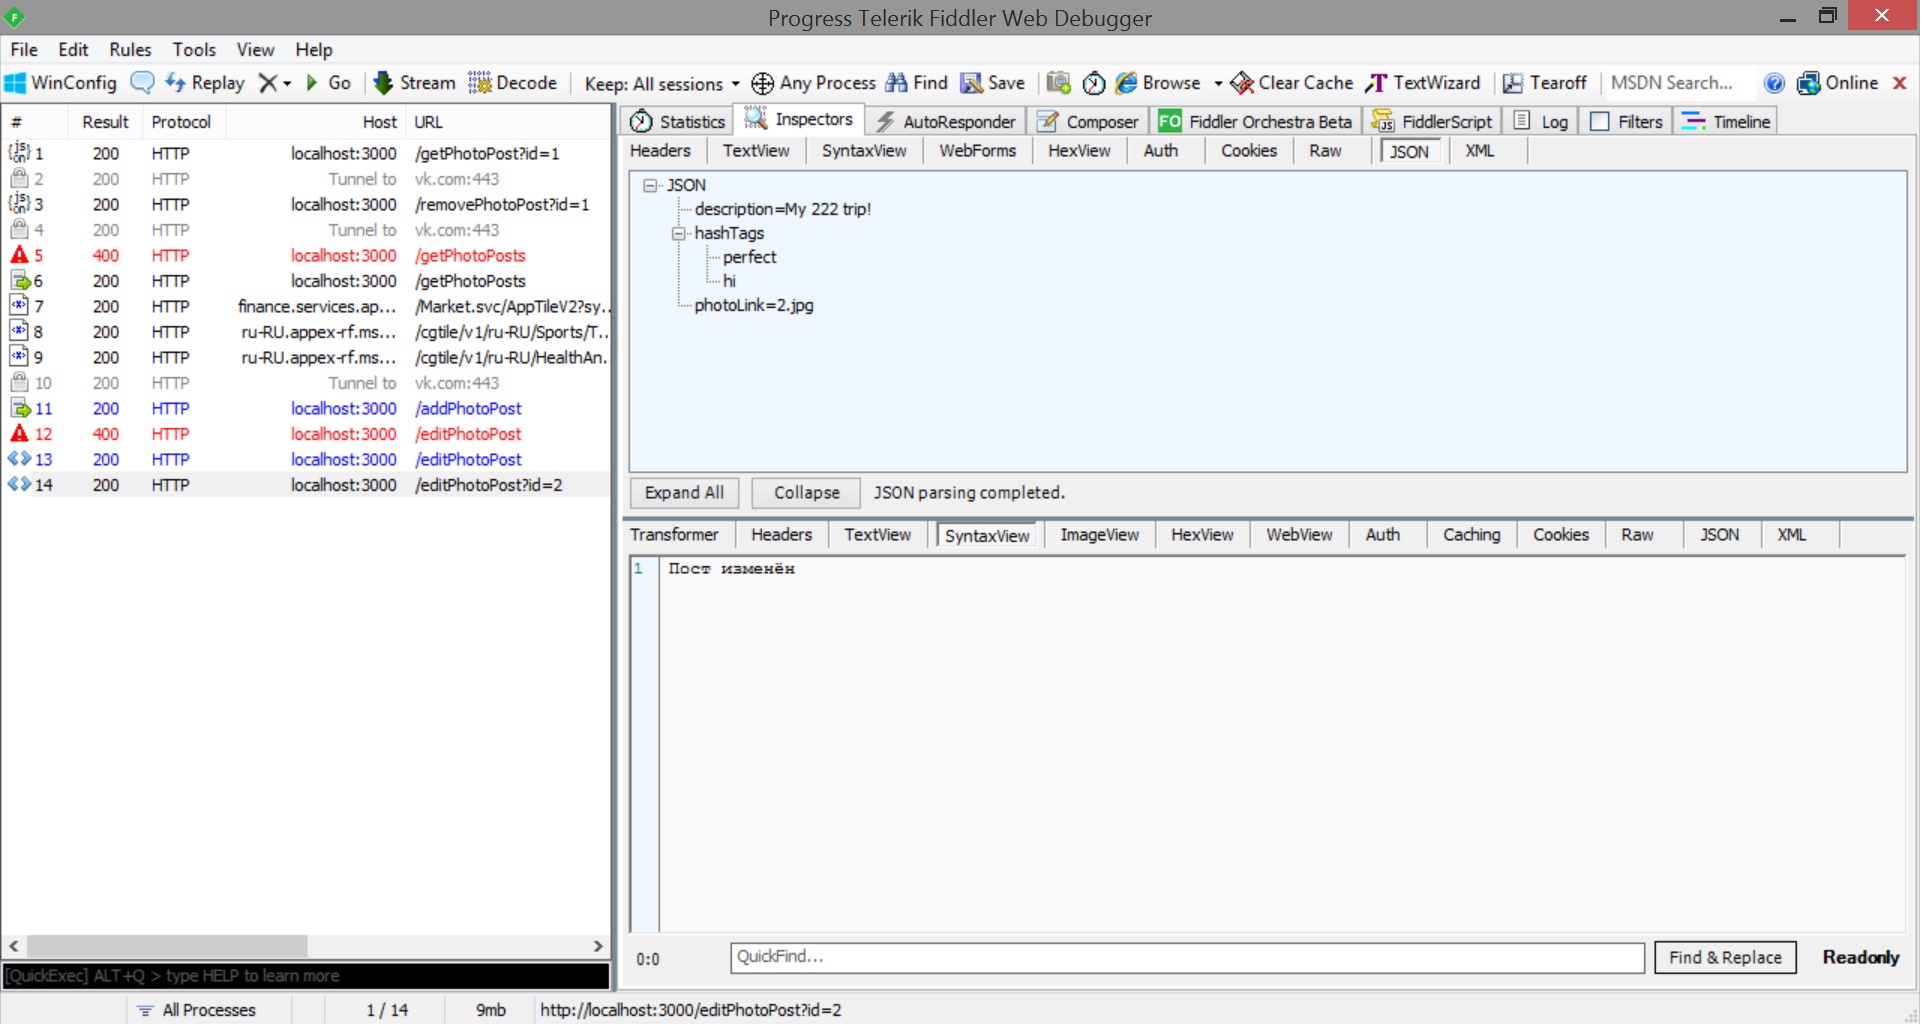 Progress Telerik Fiddler Web Debugger
File Edit Rules Tools View Help
WinConfig Replay Go Stream Decode Keep: All sessions Any Process Find Save Browse Clear Cache TextWizard Tearoff MSDN Search... Online
# Result Protocol Host URL
1 200 HTTP localhost:3000 /getPhotoPost?id=1
2 200 HTTP Tunnel to vk.com:443
3 200 HTTP localhost:3000 /removePhotoPost?id=1
4 200 HTTP Tunnel to vk.com:443
5 400 HTTP localhost:3000 /getPhotoPosts
6 200 HTTP localhost:3000 /getPhotoPosts
7 200 HTTP finance.services.ap... /Market.svc/AppTileV2?sy...
8 200 HTTP ru-RU.appex-rf.ms... /cgtile/v1/ru-RU/Sports/T...
9 200 HTTP ru-RU.appex-rf.ms... /cgtile/v1/ru-RU/HealthAn...
10 200 HTTP Tunnel to vk.com:443
11 200 HTTP localhost:3000 /addPhotoPost
12 400 HTTP localhost:3000 /editPhotoPost
13 200 HTTP localhost:3000 /editPhotoPost
14 200 HTTP localhost:3000 /editPhotoPost?id=2
[QuickExec] ALT+Q > type HELP to learn more
Statistics Inspectors AutoResponder Composer FO Fiddler Orchestra Beta FiddlerScript Log Filters Timeline
Headers TextView SyntaxView WebForms HexView Auth Cookies Raw JSON XML
JSON
description=My 222 trip!
hashTags
perfect
hi
photoLink=2.jpg
Expand All Collapse JSON parsing completed.
Transformer Headers TextView SyntaxView ImageView HexView WebView Auth Caching Cookies Raw JSON XML
1 Пост изменён
0:0 QuickFind... Find & Replace Readonly
All Processes 1 / 14 9mb http://localhost:3000/editPhotoPost?id=2